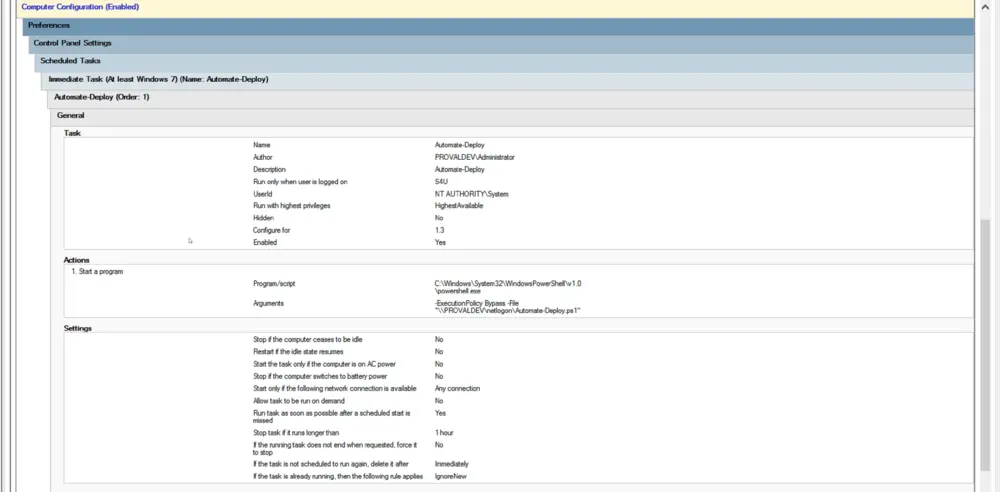 Computer Configuration (Enabled)
Preferences
Control Panel Settings
Scheduled Tasks
Immediate Task (At least Windows 7) (Name: Automate-Deploy)
Automate-Deploy (Order: 1)
General
Task
Name Automate-Deploy
Author PROVALDEV\Administrator
Description Automate-Deploy
Run only when user is logged on S4U
UserId NT AUTHORITY\System
Run with highest privileges HighestAvailable
Hidden No
Configure for 1.3
Enabled Yes
Actions
1. Start a program
Program/script C:\Windows\System32\WindowsPowerShell\v1.0
\powershell.exe
Arguments -ExecutionPolicy Bypass -File
"\\PROVALDEV\netlogon\Automate-Deploy.ps1"
Settings
Stop if the computer ceases to be idle No
Restart if the idle state resumes No
Start the task only if the computer is on AC power No
Stop if the computer switches to battery power No
Start only if the following network connection is available Any connection
Allow task to be run on demand No
Run task as soon as possible after a scheduled start is Yes
missed
Stop task if it runs longer than 1 hour
If the running task does not end when requested, force it No
to stop
If the task is not scheduled to run again, delete it after Immediately
If the task is already running, then the following rule applies IgnoreNew